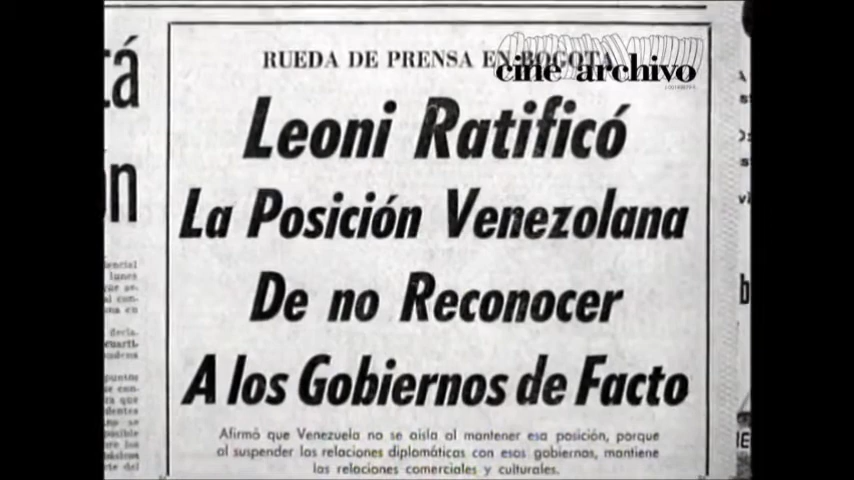 RUEDA DE PRENSA EN BOGOTA
cine archivo
Leoni Ratificó
La Posición Venezolana
De no Reconocer
A los Gobiernos de Facto
Afirmó que Venezuela no se aísla al mantener esa posición, porque
al suspender las relaciones diplomáticas con esos gobiernos, mantiene
las relaciones comerciales y culturales.